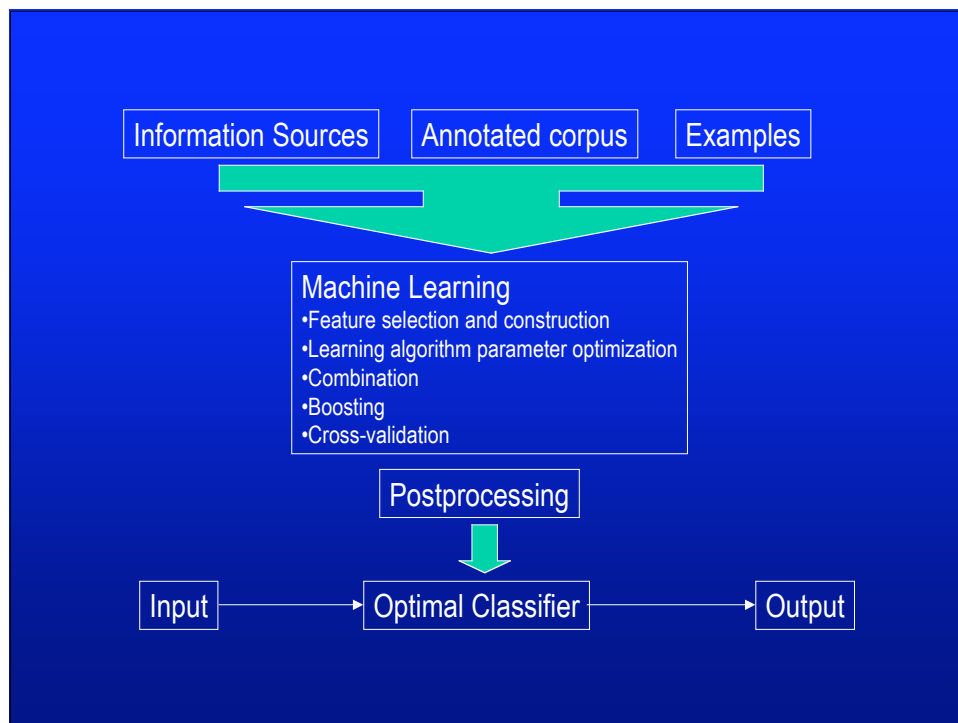 Information Sources
Annotated corpus
Examples
Machine Learning
•Feature selection and construction
•Learning algorithm parameter optimization
•Combination
•Boosting
•Cross-validation
Postprocessing
Input
Optimal Classifier
Output